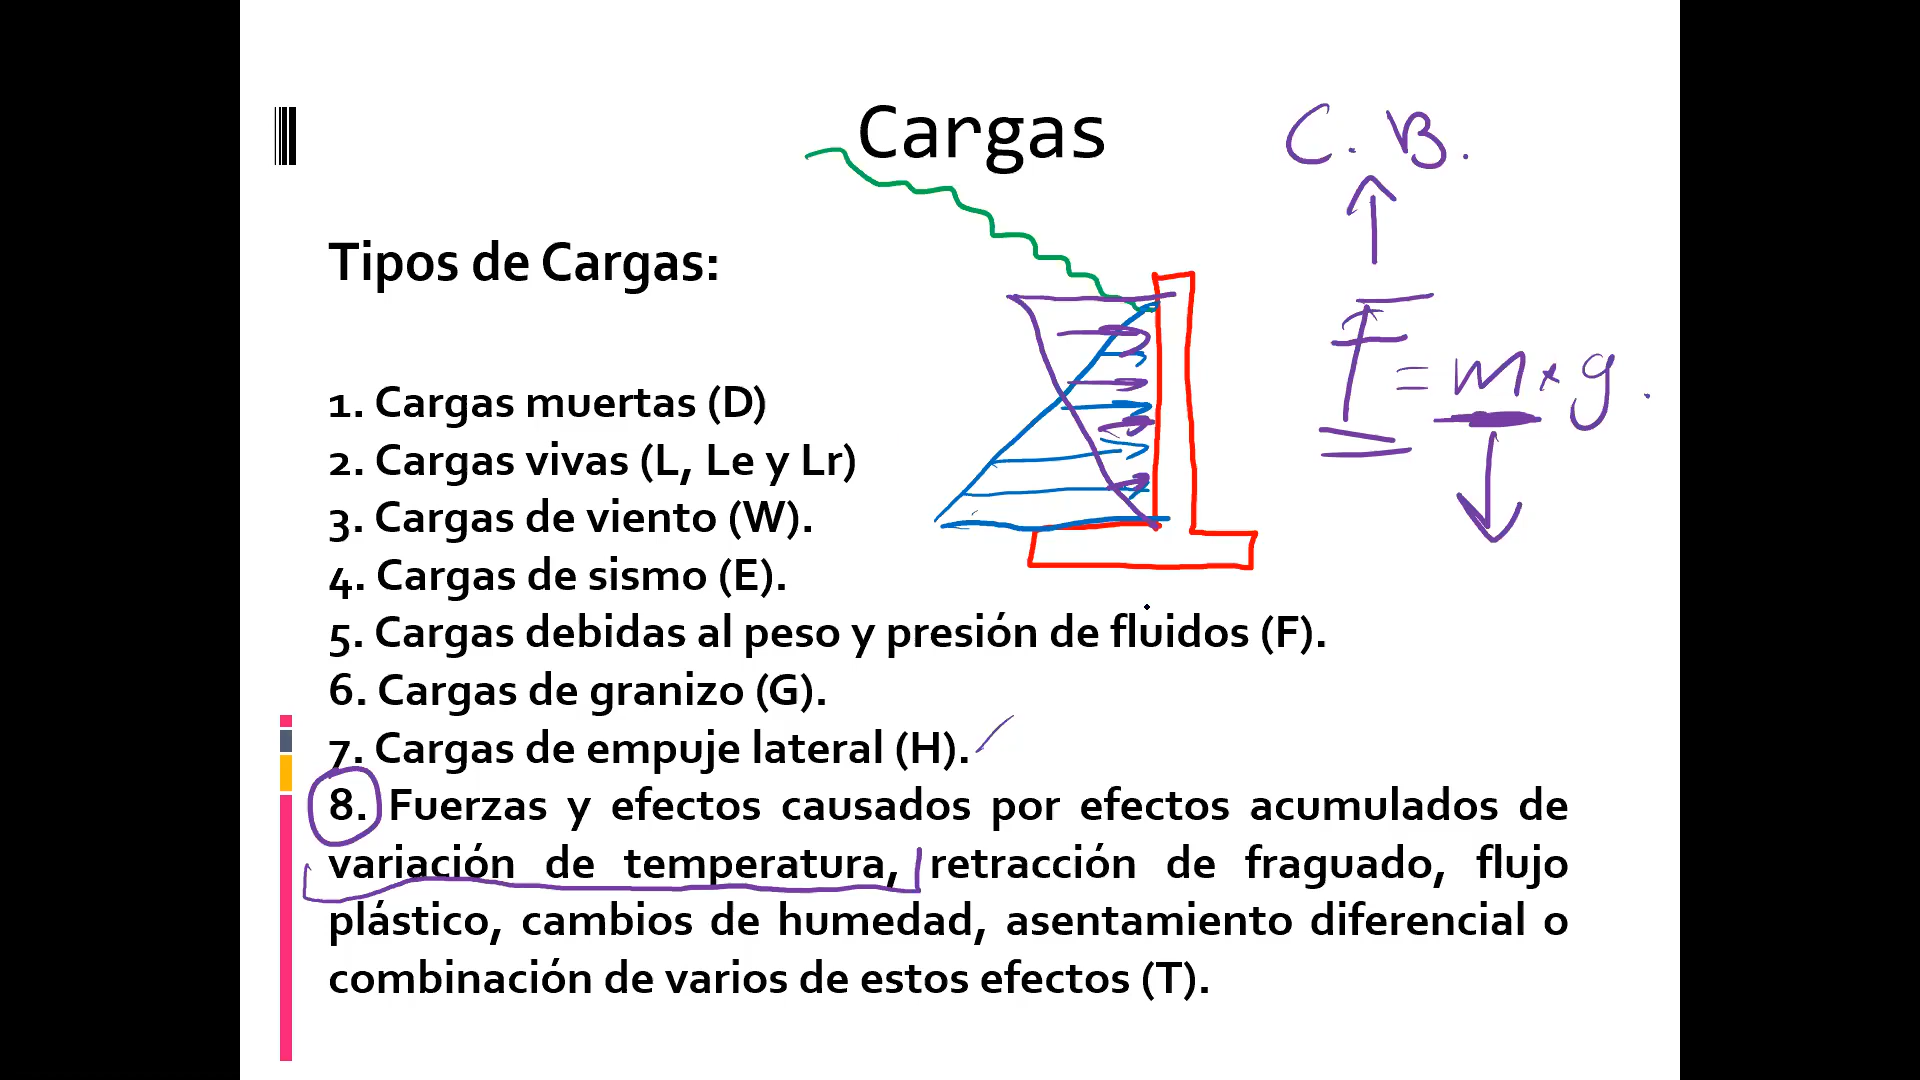 Cargas
C. B.
Tipos de Cargas:
F = m * g.
1. Cargas muertas (D)
2. Cargas vivas (L, Le y Lr)
3. Cargas de viento (W).
4. Cargas de sismo (E).
5. Cargas debidas al peso y presión de fluidos (F).
6. Cargas de granizo (G).
7. Cargas de empuje lateral (H).
8. Fuerzas y efectos causados por efectos acumulados de
variación de temperatura, retracción de fraguado, flujo
plástico, cambios de humedad, asentamiento diferencial o
combinación de varios de estos efectos (T).